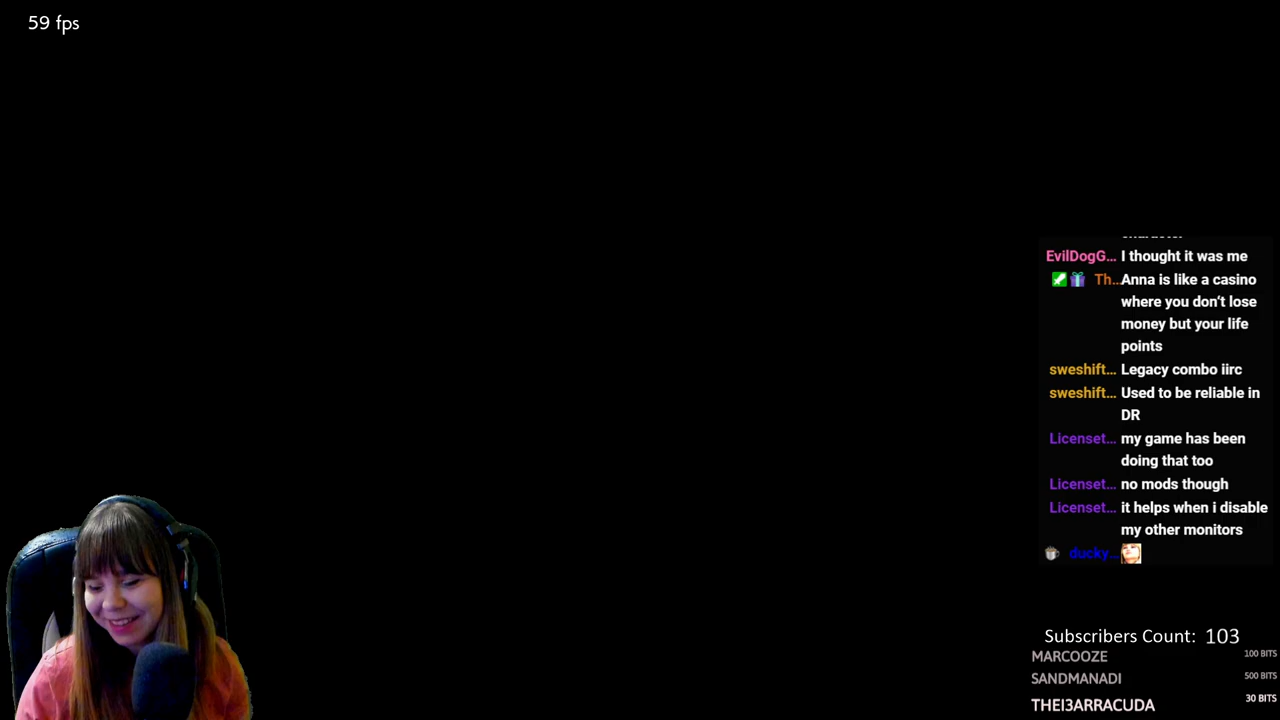 59 fps
EvilDogG... I thought it was me
Th... Anna is like a casino
where you don't lose
money but your life
points
sweshift... Legacy combo iirc
sweshift... Used to be reliable in
DR
Licenset... my game has been
doing that too
Licenset... no mods though
Licenset... it helps when i disable
my other monitors
ducky...
Subscribers Count: 103
MARCOOZE 100 BITS
SANDMANADI 500 BITS
THEI3ARRACUDA 30 BITS